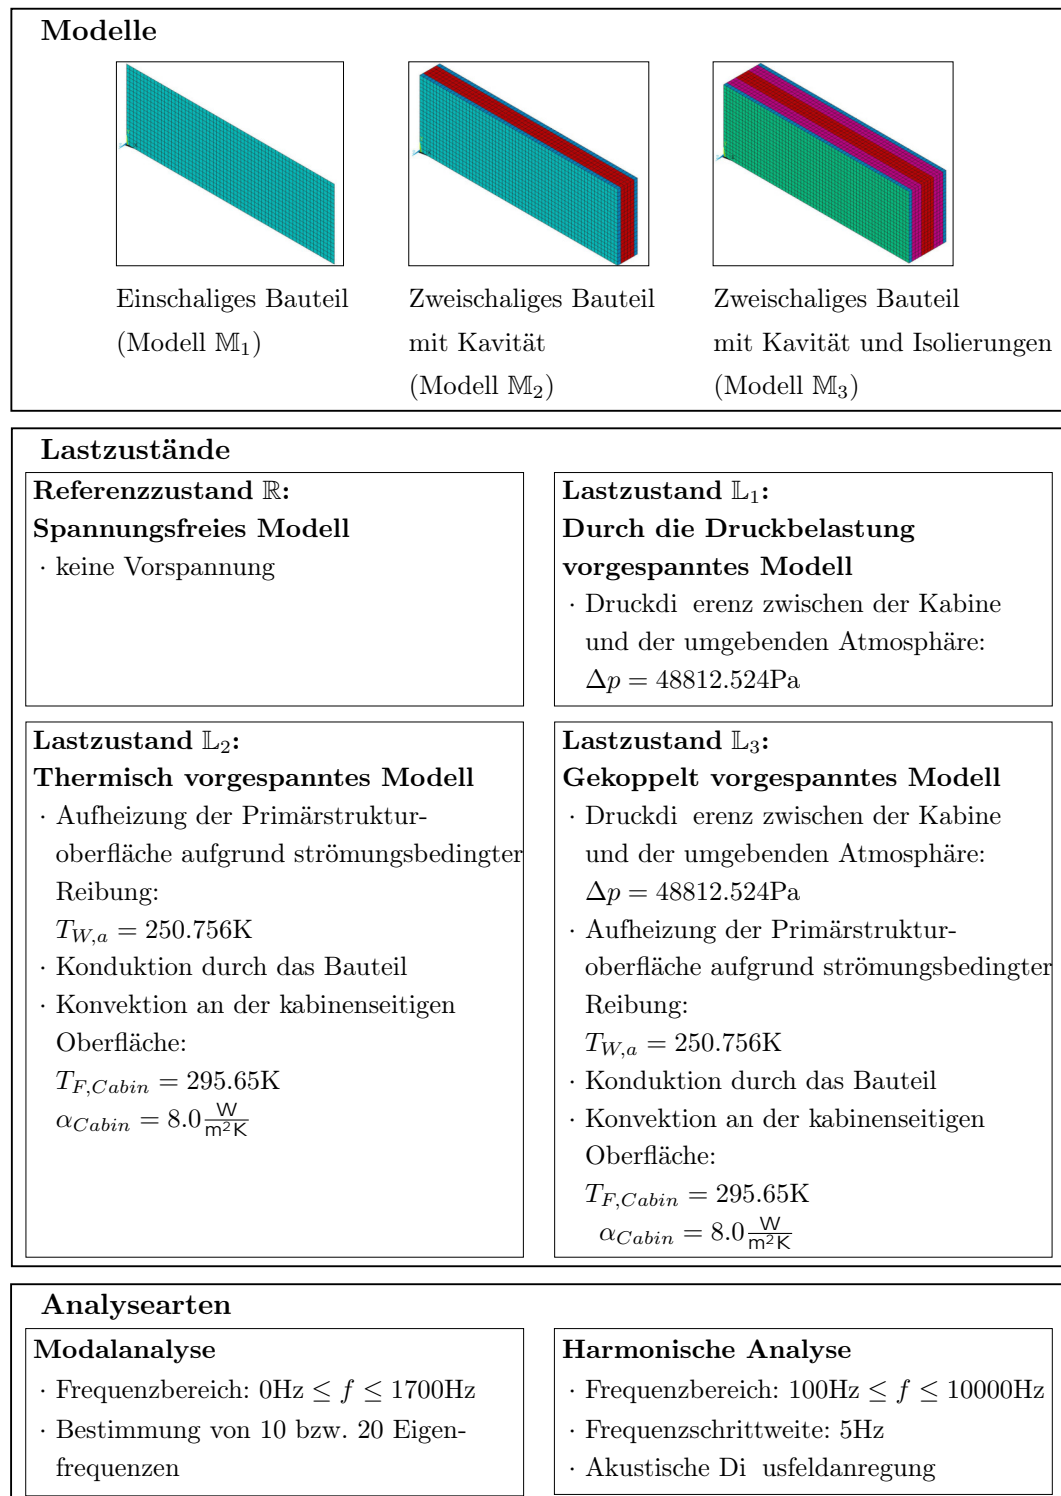 Modelle
Einschaliges Bauteil
(Modell 𝕄₁)
Zweischaliges Bauteil
mit Kavität
(Modell 𝕄₂)
Zweischaliges Bauteil
mit Kavität und Isolierungen
(Modell 𝕄₃)
Lastzustände
Referenzzustand ℝ:
Spannungsfreies Modell
· keine Vorspannung
Lastzustand 𝕃₁:
Durch die Druckbelastung
vorgespanntes Modell
· Druckdi erenz zwischen der Kabine
und der umgebenden Atmosphäre:
Δp = 48812.524Pa
Lastzustand 𝕃₂:
Thermisch vorgespanntes Modell
· Aufheizung der Primärstruktur-
oberfläche aufgrund strömungsbedingter
Reibung:
T_{W,a} = 250.756K
· Konduktion durch das Bauteil
· Konvektion an der kabinenseitigen
Oberfläche:
T_{F,Cabin} = 295.65K
α_{Cabin} = 8.0 W/m²K
Lastzustand 𝕃₃:
Gekoppelt vorgespanntes Modell
· Druckdi erenz zwischen der Kabine
und der umgebenden Atmosphäre:
Δp = 48812.524Pa
· Aufheizung der Primärstruktur-
oberfläche aufgrund strömungsbedingter
Reibung:
T_{W,a} = 250.756K
· Konduktion durch das Bauteil
· Konvektion an der kabinenseitigen
Oberfläche:
T_{F,Cabin} = 295.65K
α_{Cabin} = 8.0 W/m²K
Analysearten
Modalanalyse
· Frequenzbereich: 0Hz ≤ f ≤ 1700Hz
· Bestimmung von 10 bzw. 20 Eigen-
frequenzen
Harmonische Analyse
· Frequenzbereich: 100Hz ≤ f ≤ 10000Hz
· Frequenzschrittweite: 5Hz
· Akustische Di usfeldanregung